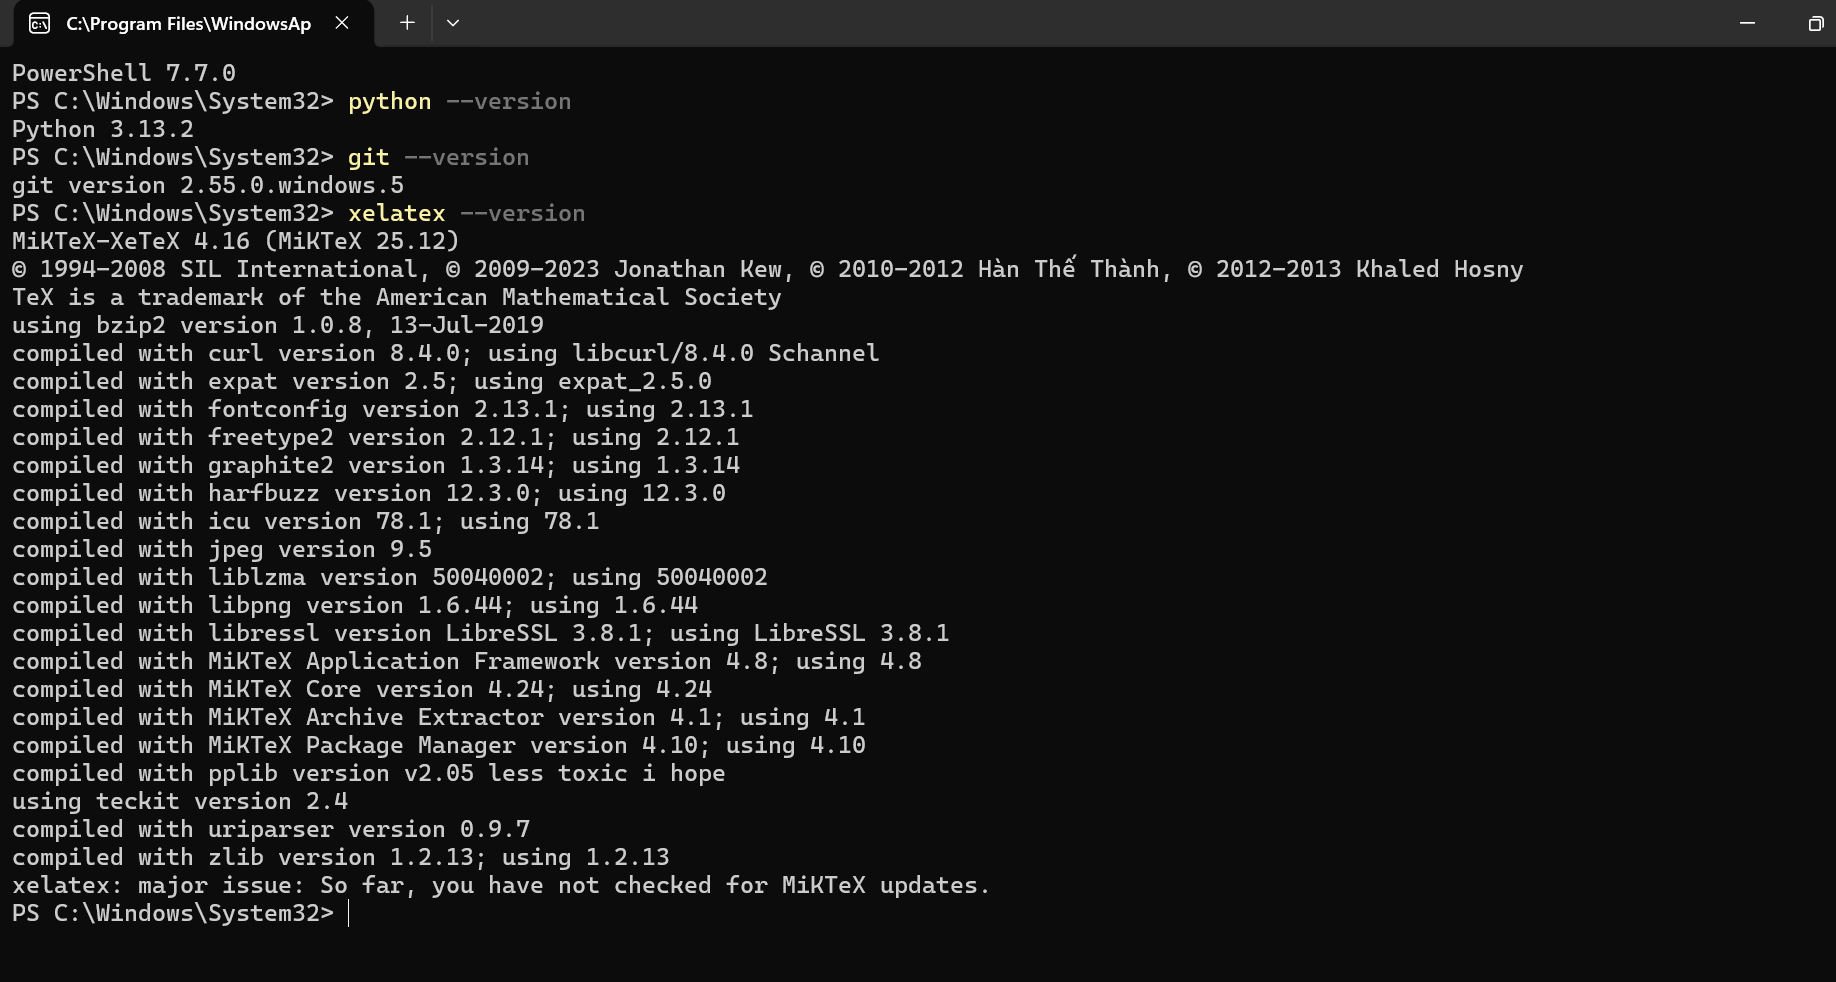 C:\Program Files\WindowsAp
PowerShell 7.7.0
PS C:\Windows\System32> python --version
Python 3.13.2
PS C:\Windows\System32> git --version
git version 2.55.0.windows.5
PS C:\Windows\System32> xelatex --version
MiKTeX-XeTeX 4.16 (MiKTeX 25.12)
© 1994-2008 SIL International, © 2009-2023 Jonathan Kew, © 2010-2012 Hàn Thế Thành, © 2012-2013 Khaled Hosny
TeX is a trademark of the American Mathematical Society
using bzip2 version 1.0.8, 13-Jul-2019
compiled with curl version 8.4.0; using libcurl/8.4.0 Schannel
compiled with expat version 2.5; using expat_2.5.0
compiled with fontconfig version 2.13.1; using 2.13.1
compiled with freetype2 version 2.12.1; using 2.12.1
compiled with graphite2 version 1.3.14; using 1.3.14
compiled with harfbuzz version 12.3.0; using 12.3.0
compiled with icu version 78.1; using 78.1
compiled with jpeg version 9.5
compiled with liblzma version 50040002; using 50040002
compiled with libpng version 1.6.44; using 1.6.44
compiled with libressl version LibreSSL 3.8.1; using LibreSSL 3.8.1
compiled with MiKTeX Application Framework version 4.8; using 4.8
compiled with MiKTeX Core version 4.24; using 4.24
compiled with MiKTeX Archive Extractor version 4.1; using 4.1
compiled with MiKTeX Package Manager version 4.10; using 4.10
compiled with pplib version v2.05 less toxic i hope
using teckit version 2.4
compiled with uriparser version 0.9.7
compiled with zlib version 1.2.13; using 1.2.13
xelatex: major issue: So far, you have not checked for MiKTeX updates.
PS C:\Windows\System32>